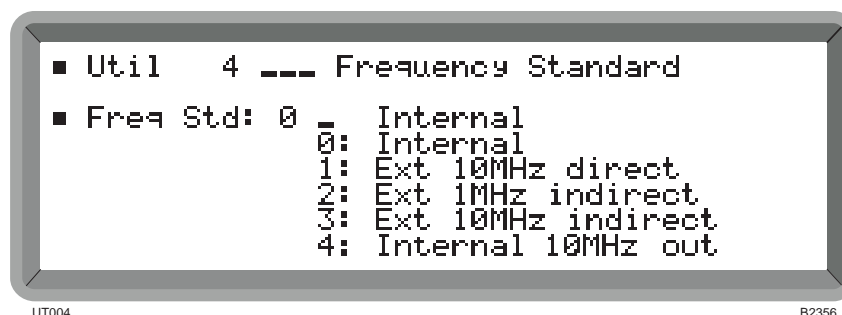 ■ Util 4 ___ Frequency Standard
■ Freq Std: 0 _ Internal
0: Internal
1: Ext 10MHz direct
2: Ext 1MHz indirect
3: Ext 10MHz indirect
4: Internal 10MHz out
UT004 B2356